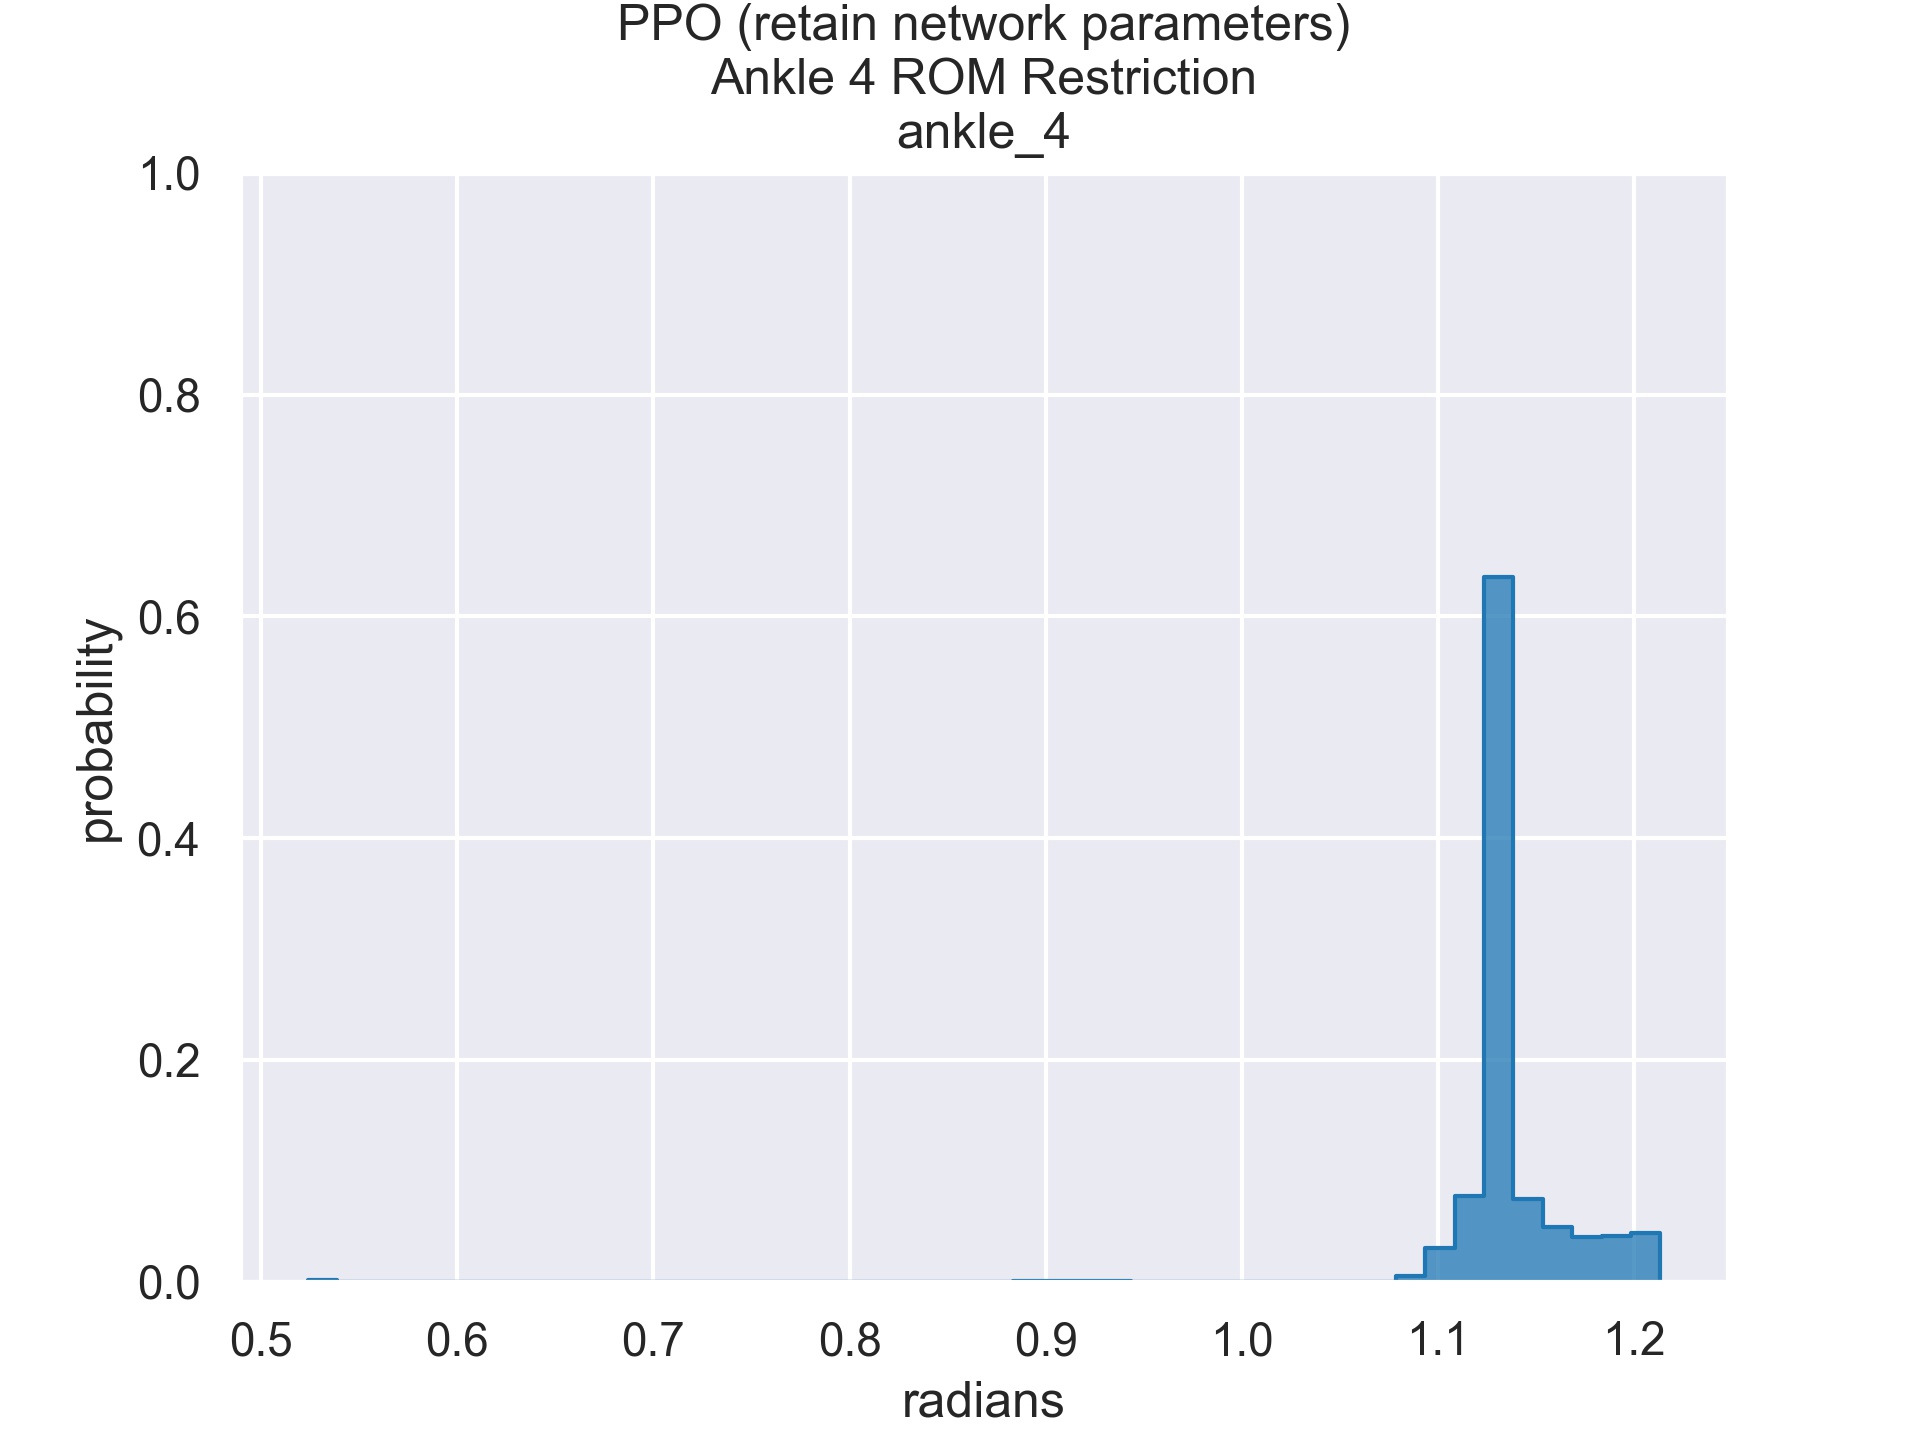 PPO (retain network parameters)
Ankle 4 ROM Restriction
ankle_4
1.0
0.8
0.6
0.4
0.2
0.0
probability
0.5 0.6 0.7 0.8 0.9 1.0 1.1 1.2
radians